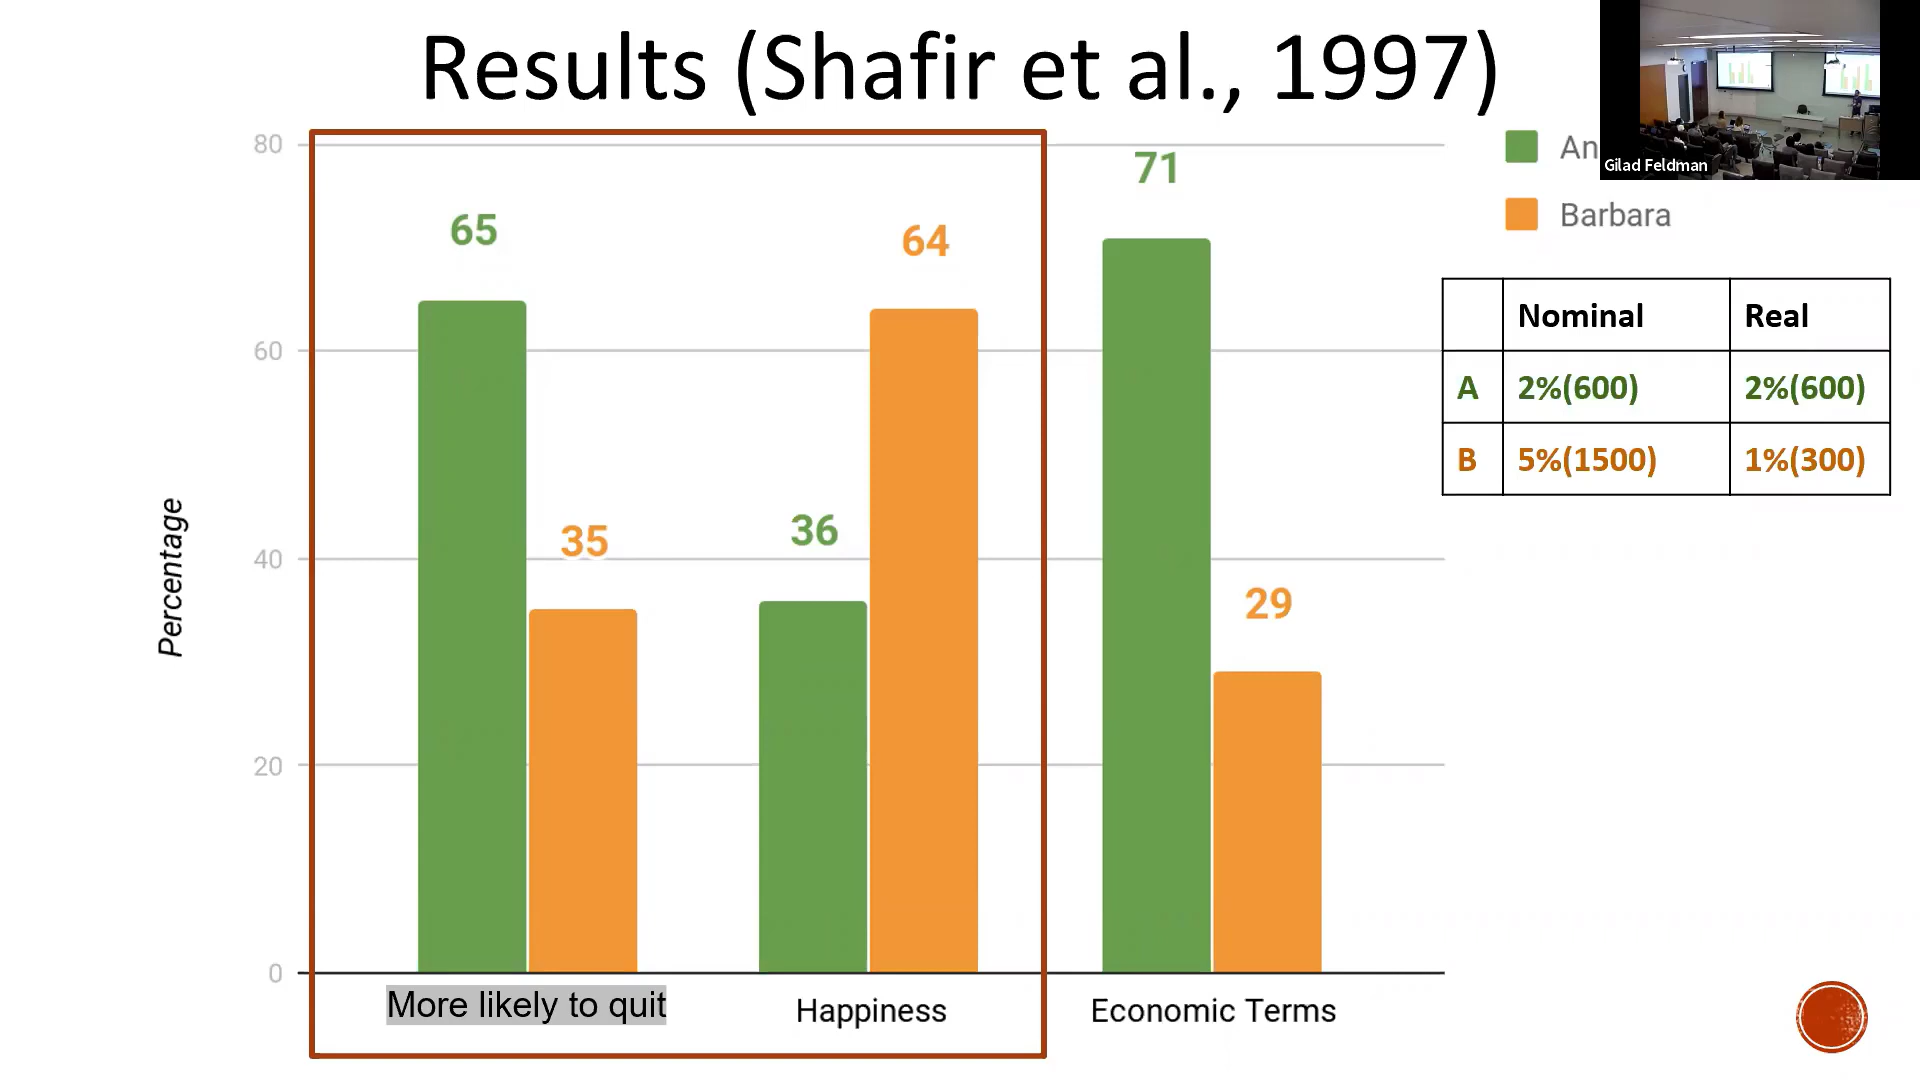 Results (Shafir et al., 1997)
Gilad Feldman
An
Barbara
80
60
40
20
0
Percentage
65
35
36
64
71
29
More likely to quit
Happiness
Economic Terms
Nominal Real
A 2%(600) 2%(600)
B 5%(1500) 1%(300)